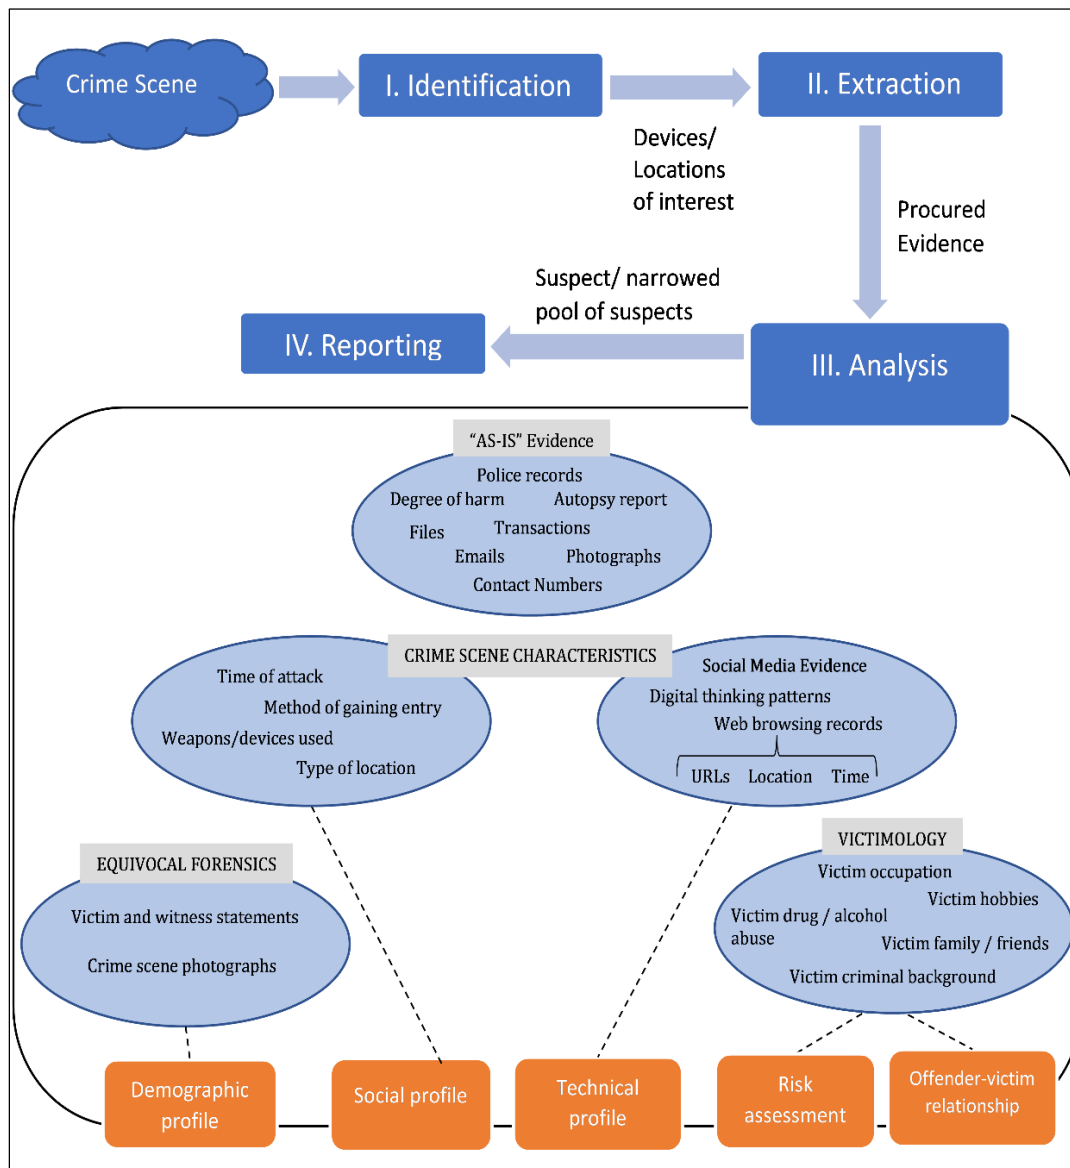 Crime Scene
I. Identification
II. Extraction
Devices/
Locations
of interest
Procured
Evidence
Suspect/ narrowed
pool of suspects
IV. Reporting
III. Analysis
“AS-IS” Evidence
Police records
Degree of harm
Autopsy report
Files
Transactions
Emails
Photographs
Contact Numbers
CRIME SCENE CHARACTERISTICS
Time of attack
Method of gaining entry
Weapons/devices used
Type of location
Social Media Evidence
Digital thinking patterns
Web browsing records
URLs
Location
Time
EQUIVOCAL FORENSICS
Victim and witness statements
Crime scene photographs
VICTIMOLOGY
Victim occupation
Victim hobbies
Victim drug / alcohol
abuse
Victim family / friends
Victim criminal background
Demographic
profile
Social profile
Technical
profile
Risk
assessment
Offender-victim
relationship